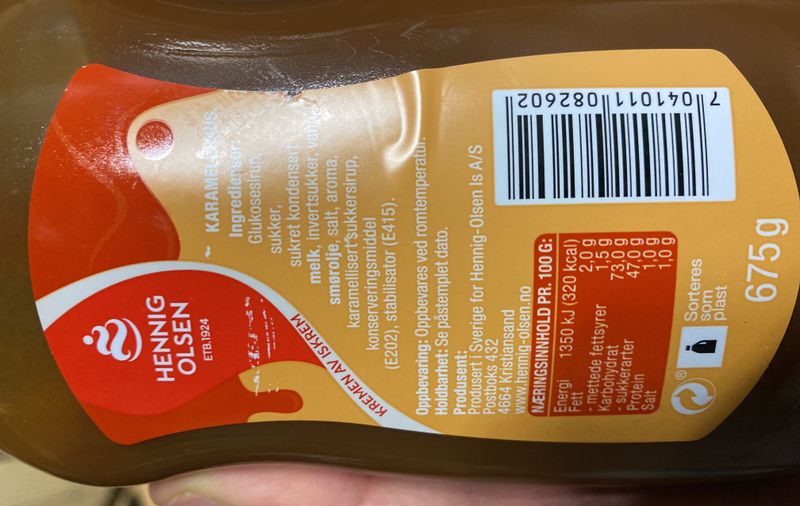 HENNIG
OLSEN
ETB.1924
KREMEN AV ISKREM
KARAMELLSAUS
Ingredienser:
Glukosesirup,
sukker,
sukret kondensert
melk, invertsukker, vann,
smørolje, salt, aroma,
karamellisert sukkersirup,
konserveringsmiddel
(E202), stabilisator (E415).
Oppbevaring: Oppbevares ved romtemperatur.
Holdbarhet: Se påstemplet dato.
Produsent:
Produsert i Sverige for Hennig-Olsen Is A/S
Postboks 432
4664 Kristiansand
www.hennig-olsen.no
NÆRINGSINNHOLD PR. 100 G:
Energi 1350 kJ (320 kcal)
Fett 2,0 g
- mettede fettsyrer 1,5 g
Karbohydrat 73,0 g
- sukkerarter 47,0 g
Protein 1,0 g
Salt 1,0 g
7 041011 082602
Sorteres
som
plast
675 g